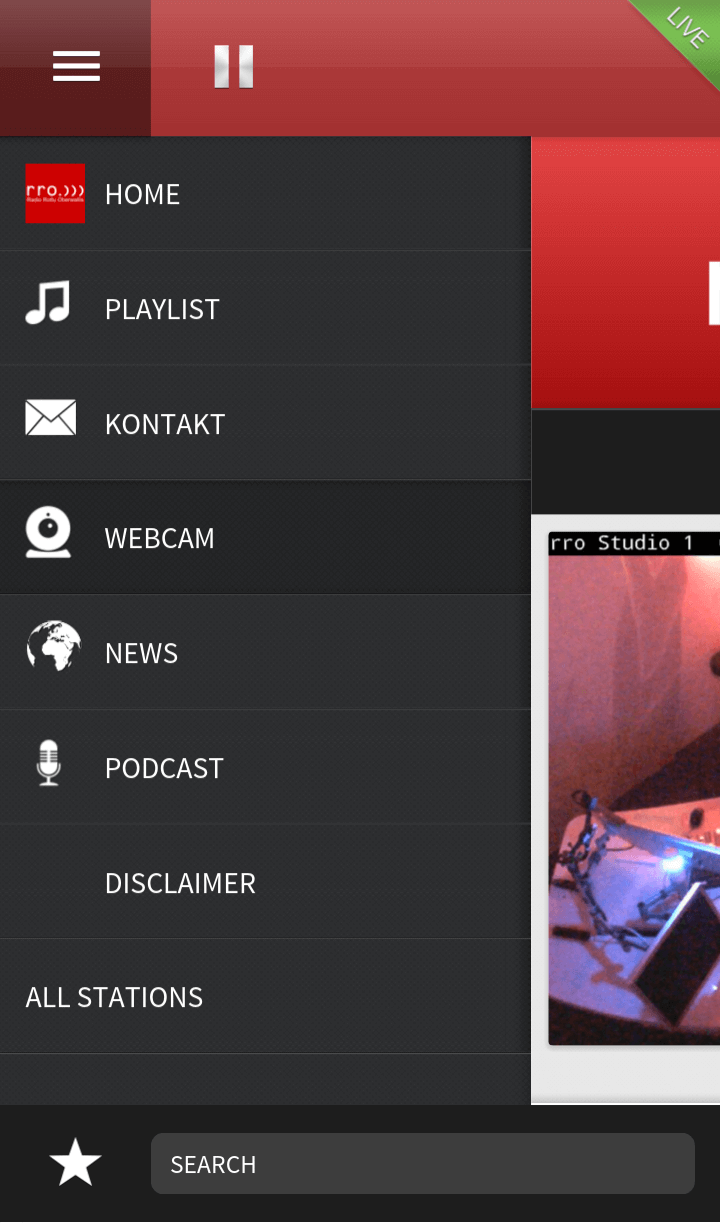 LIVE
rro.)))
Radio Rottu Oberwallis
HOME
PLAYLIST
KONTAKT
WEBCAM
rro Studio 1
NEWS
PODCAST
DISCLAIMER
ALL STATIONS
SEARCH